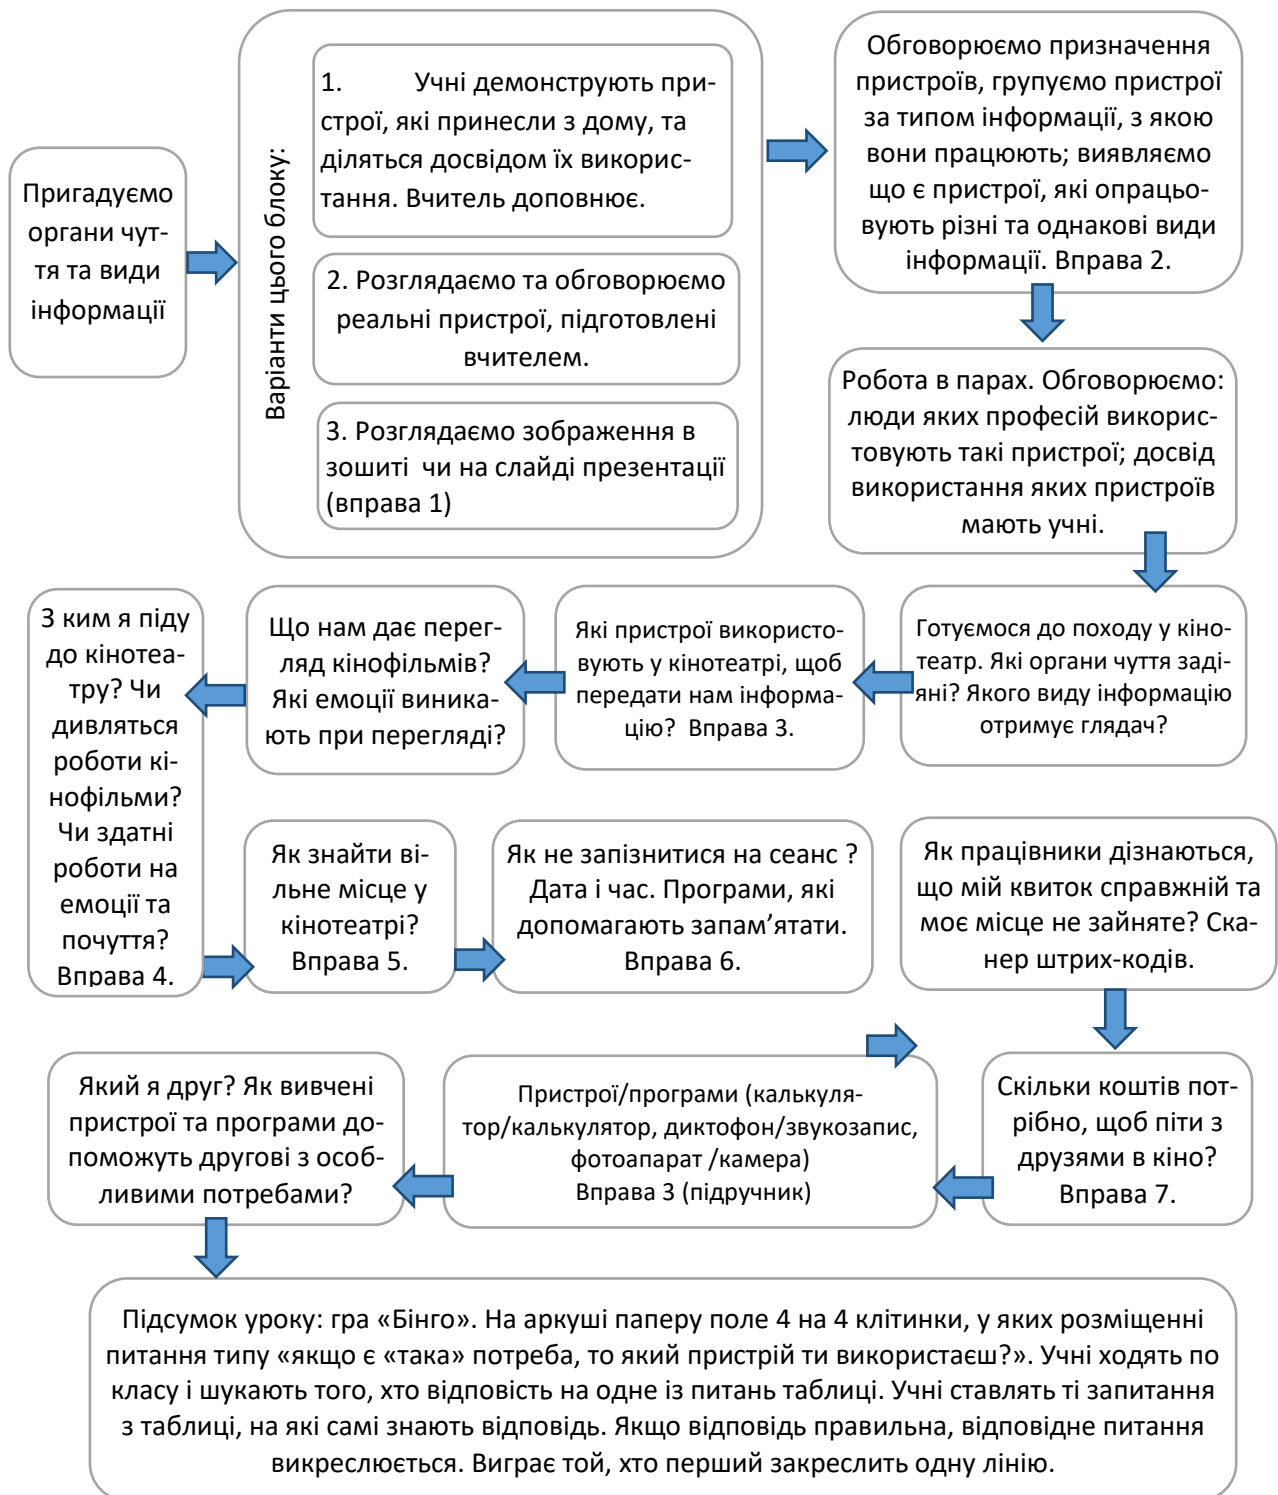 Пригадуємо
органи чут-
тя та види
інформації
Варіанти цього блоку:
1. Учні демонструють при-
строї, які принесли з дому, та
діляться досвідом їх викорис-
тання. Вчитель доповнює.
2. Розглядаємо та обговорюємо
реальні пристрої, підготовлені
вчителем.
3. Розглядаємо зображення в
зошиті чи на слайді презентації
(вправа 1)
Обговорюємо призначення
пристроїв, групуємо пристрої
за типом інформації, з якою
вони працюють; виявляємо
що є пристрої, які опрацьо-
вують різні та однакові види
інформації. Вправа 2.
Робота в парах. Обговорюємо:
люди яких професій використ-
товують такі пристрої; досвід
використання яких пристроїв
мають учні.
Готуємося до походу у кіно-
театр. Які органи чуття заді-
яні? Якого виду інформацію
отримує глядач?
Які пристрої використо-
вують у кінотеатрі, щоб
передати нам інформа-
цію? Вправа 3.
Що нам дає перег-
ляд кінофільмів?
Які емоції виника-
ють при перегляді?
З ким я піду
до кінотеа-
тру? Чи
дивляться
роботи кі-
нофільми?
Чи здатні
роботи на
емоції та
почуття?
Вправа 4.
Як знайти ві-
льне місце у
кінотеатрі?
Вправа 5.
Як не запізнитися на сеанс ?
Дата і час. Програми, які
допомагають запам’ятати.
Вправа 6.
Як працівники дізнаються,
що мій квиток справжній та
моє місце не зайняте? Ска-
нер штрих-кодів.
Скільки коштів пот-
рібно, щоб піти з
друзями в кіно?
Вправа 7.
Пристрої/програми (калькуля-
тор/калькулятор, диктофон/звукозапис,
фотоапарат /камера)
Вправа 3 (підручник)
Який я друг? Як вивчені
пристрої та програми до-
поможуть другові з особ-
ливими потребами?
Підсумок уроку: гра «Бінго». На аркуші паперу поле 4 на 4 клітинки, у яких розміщенні
питання типу «якщо є «така» потреба, то який пристрій ти використаєш?». Учні ходять по
класу і шукають того, хто відповість на одне із питань таблиці. Учні ставлять ті запитання
з таблиці, на які самі знають відповідь. Якщо відповідь правильна, відповідне питання
викреслюється. Виграє той, хто перший закреслить одну лінію.